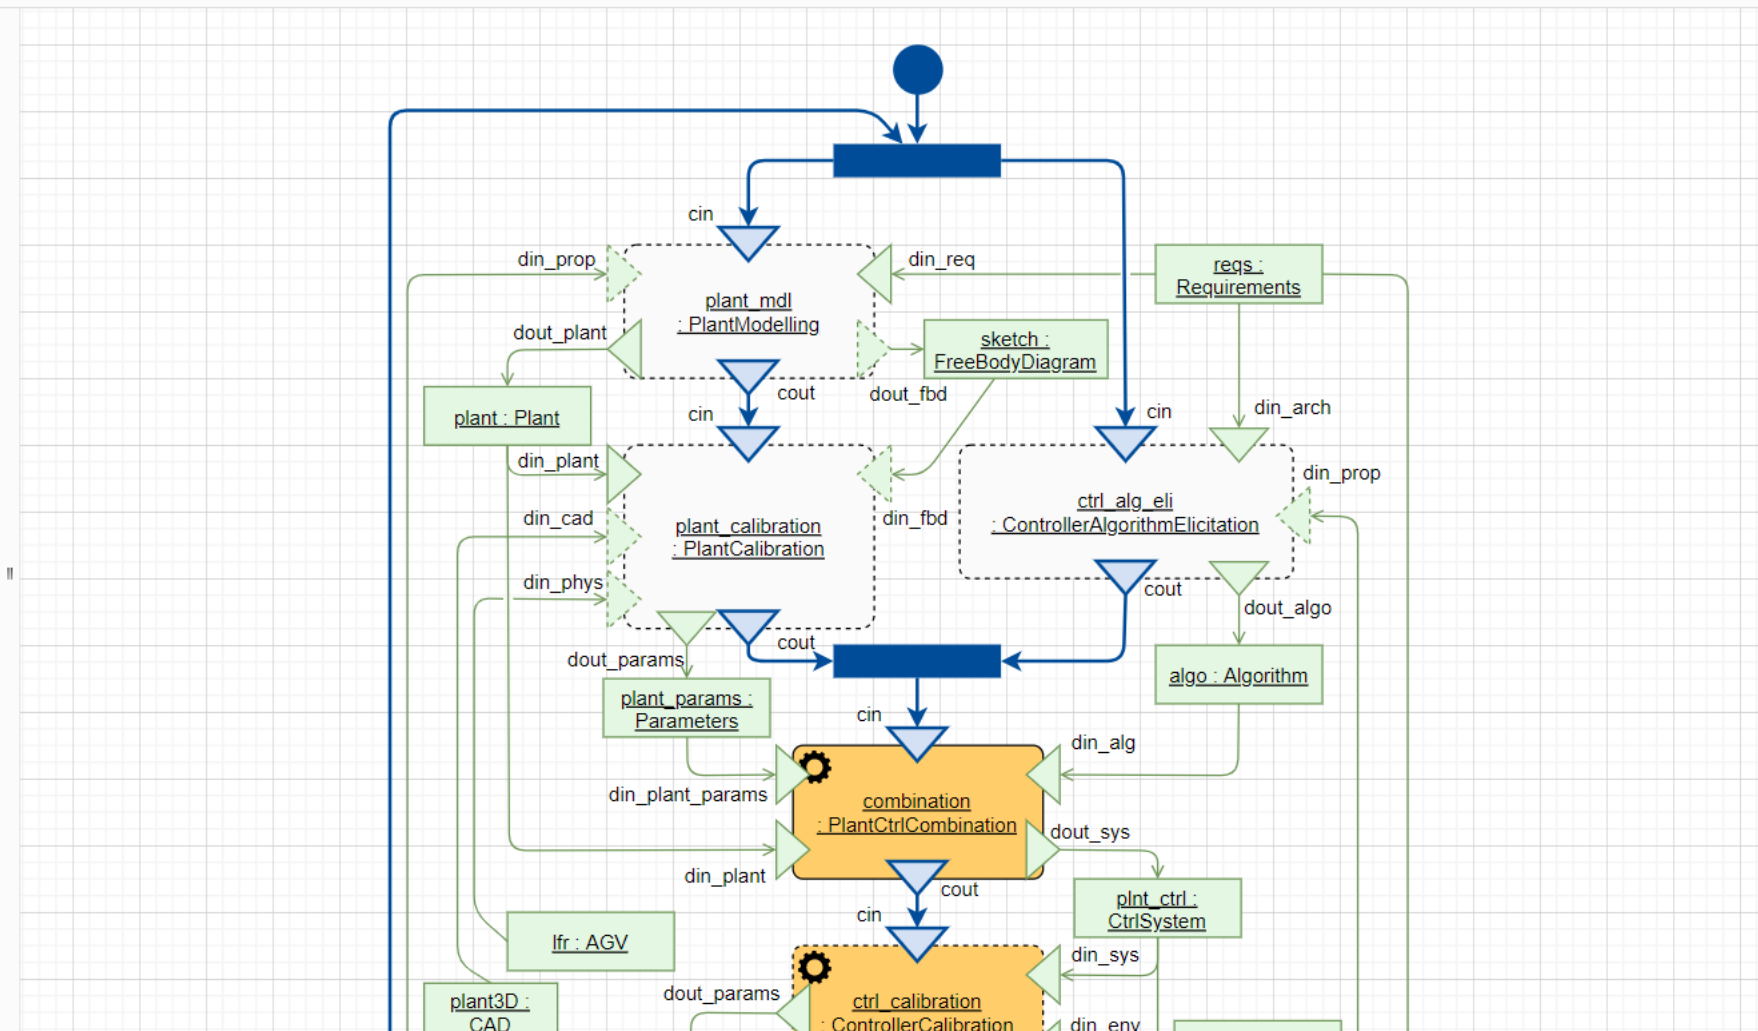 cin
din_prop
din_req
reqs :
Requirements
plant_mdl
: PlantModelling
dout_plant
sketch :
FreeBodyDiagram
cout
dout_fbd
plant : Plant
cin
cin
din_arch
din_plant
din_prop
din_cad
din_fbd
plant_calibration
: PlantCalibration
ctrl_alg_eli
: ControllerAlgorithmElicitation
din_phys
cout
dout_algo
cout
dout_params
algo : Algorithm
plant_params :
Parameters
cin
din_alg
din_plant_params
combination
: PlantCtrlCombination
dout_sys
din_plant
cout
plnt_ctrl :
CtrlSystem
cin
lfr : AGV
din_sys
dout_params
plant3D :
CAD
ctrl_calibration
: ControllerCalibration
din_env